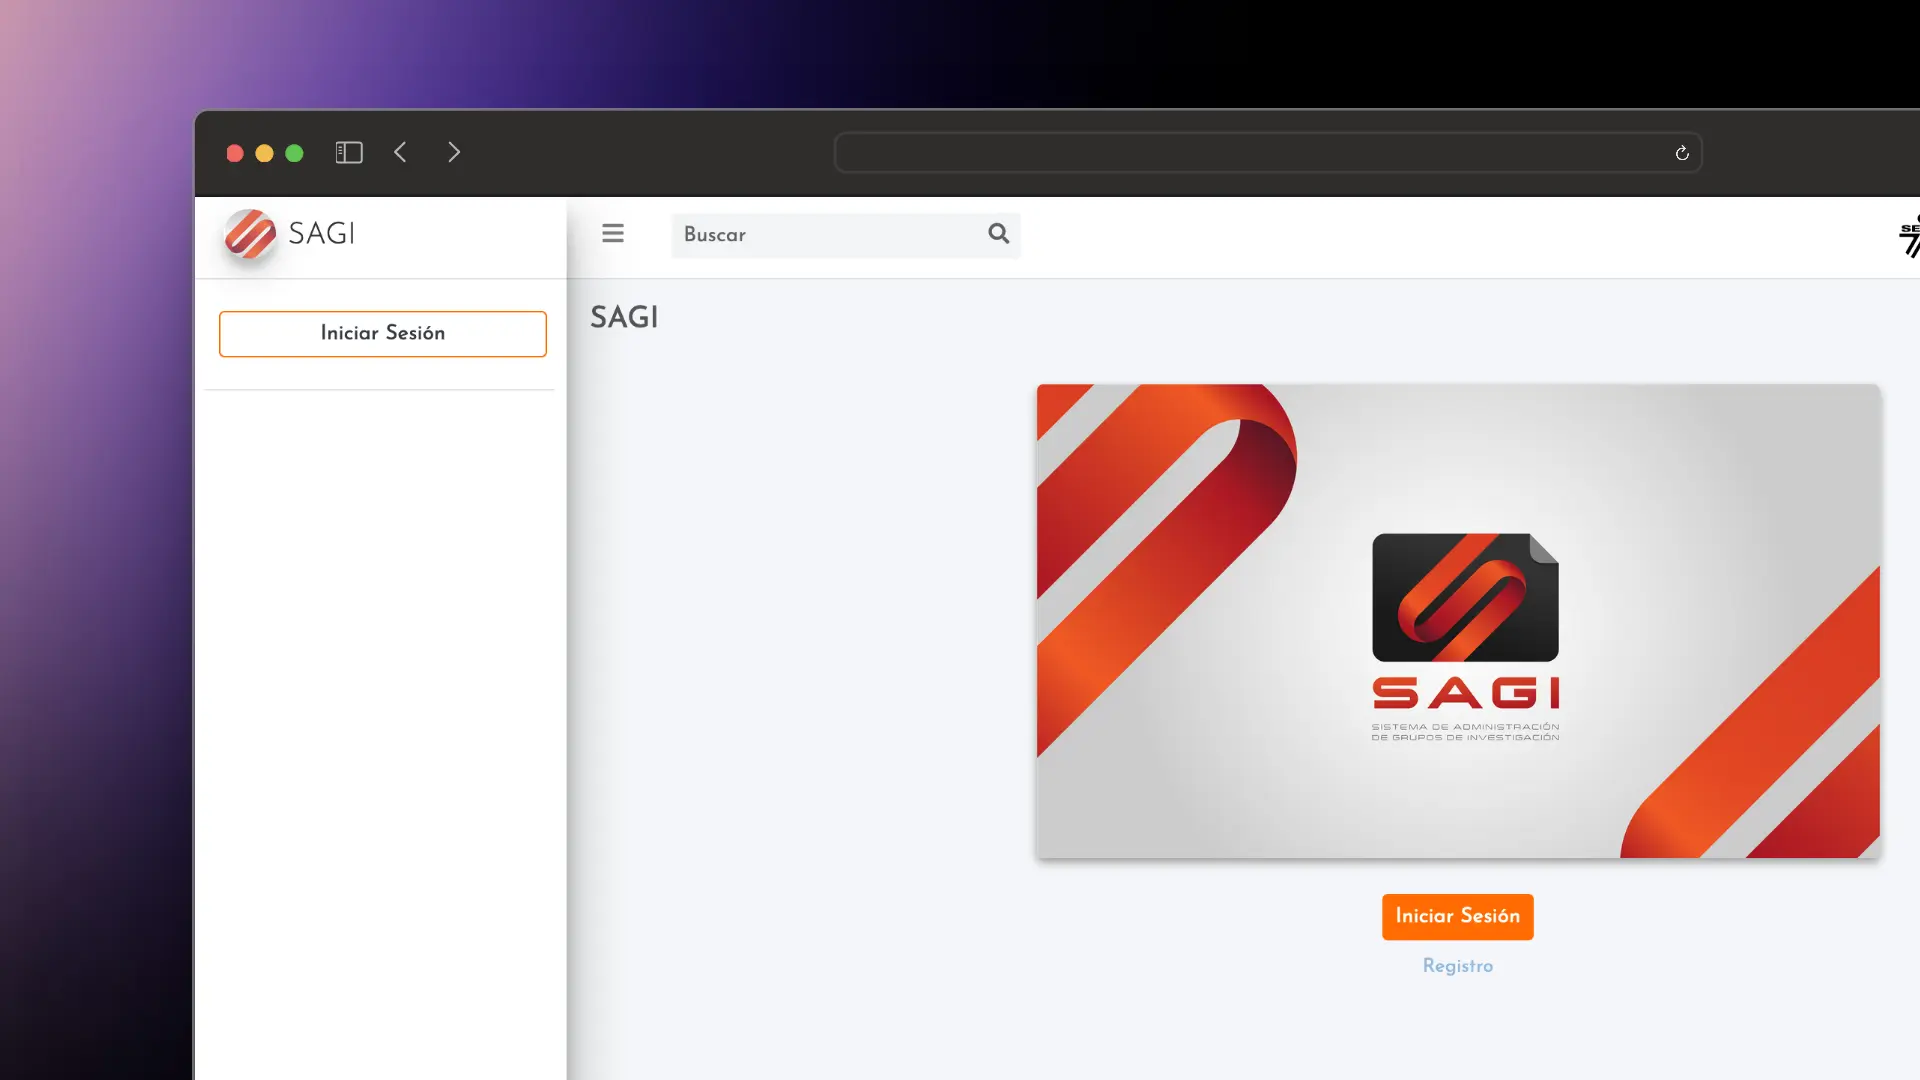 SAGI
Buscar
Iniciar Sesión
SAGI
SAGI
SISTEMA DE ADMINISTRACIÓN
DE GRUPOS DE INVESTIGACIÓN
Iniciar Sesión
Registro